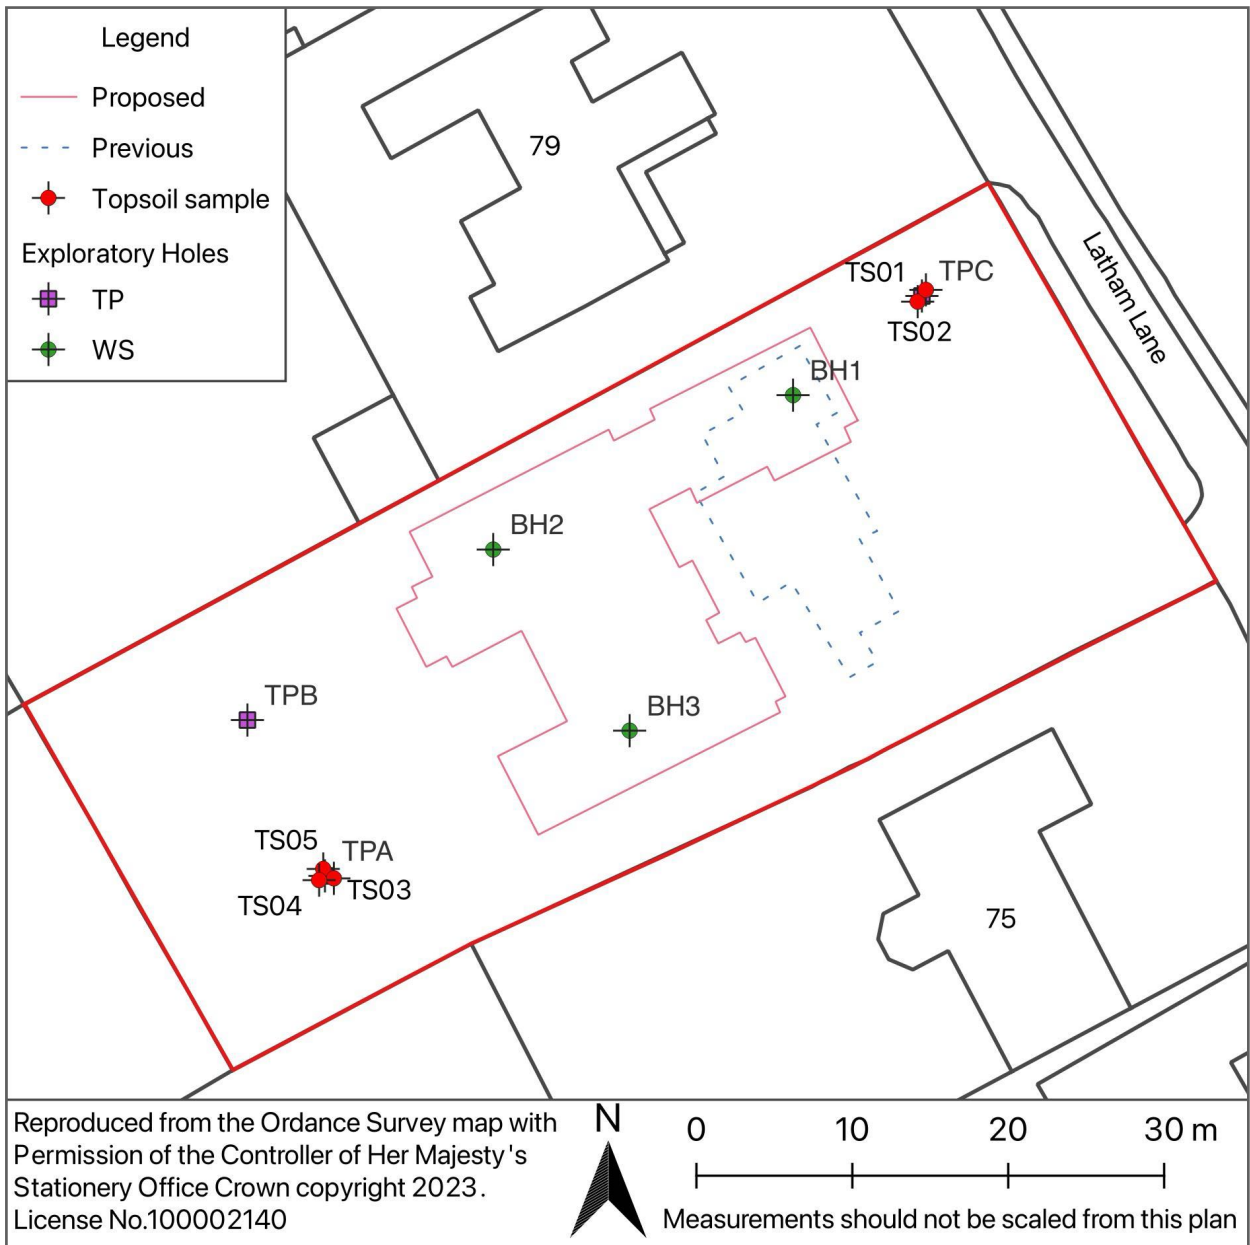 Legend
Proposed
Previous
Topsoil sample
Exploratory Holes
TP
WS
79
Latham Lane
TS01
TPC
TS02
BH1
BH2
TPB
BH3
TS05
TPA
TS03
TS04
75
Reproduced from the Ordance Survey map with
Permission of the Controller of Her Majesty's
Stationery Office Crown copyright 2023.
License No.100002140
N
0 10 20 30 m
Measurements should not be scaled from this plan